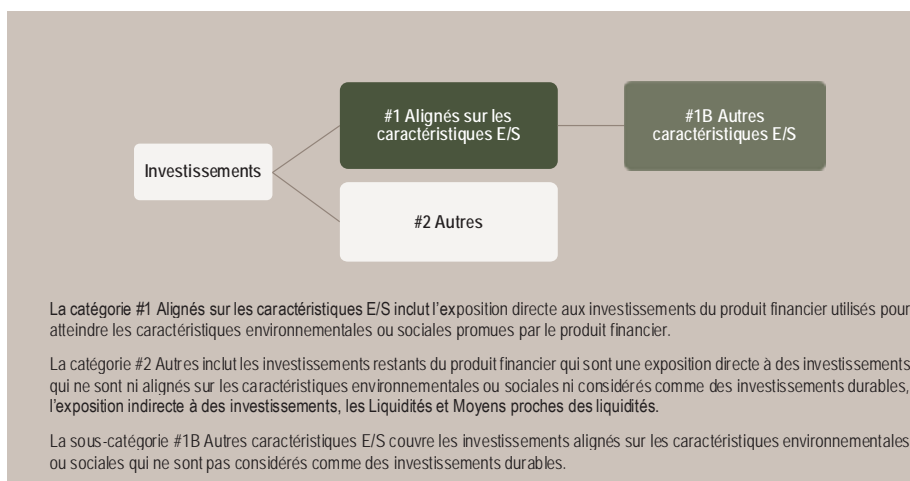 #1 Alignés sur les
caractéristiques E/S
#1B Autres
caractéristiques E/S
Investissements
#2 Autres
La catégorie #1 Alignés sur les caractéristiques E/S inclut l'exposition directe aux investissements du produit financier utilisés pour
atteindre les caractéristiques environnementales ou sociales promues par le produit financier.
La catégorie #2 Autres inclut les investissements restants du produit financier qui sont une exposition directe à des investissements
qui ne sont ni alignés sur les caractéristiques environnementales ou sociales ni considérés comme des investissements durables,
l'exposition indirecte à des investissements, les Liquidités et Moyens proches des liquidités.
La sous-catégorie #1B Autres caractéristiques E/S couvre les investissements alignés sur les caractéristiques environnementales
ou sociales qui ne sont pas considérés comme des investissements durables.